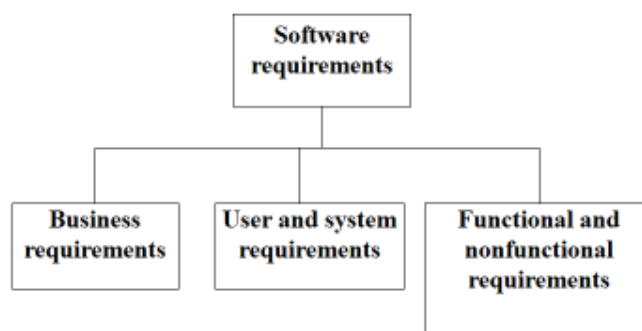 Software
requirements
Business
requirements
User and system
requirements
Functional and
nonfunctional
requirements